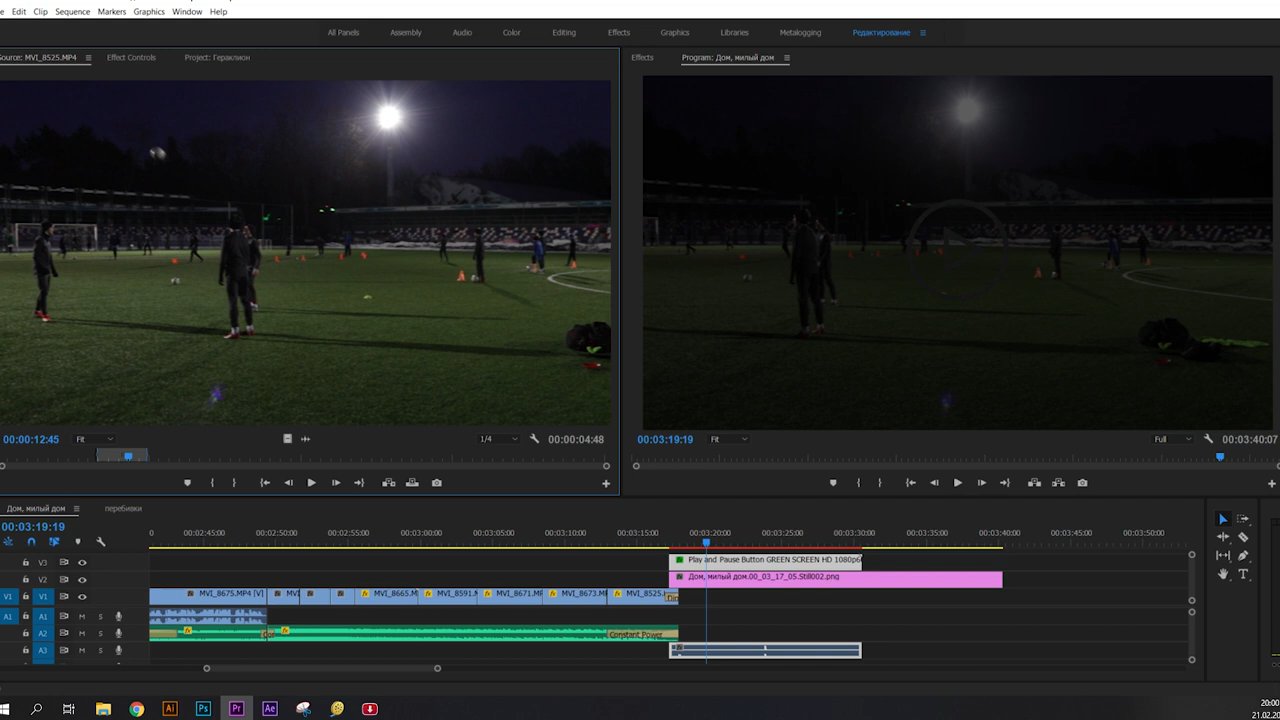 Edit Clip Sequence Markers Graphics Window Help
All Panels Assembly Audio Color Editing Effects Graphics Libraries Metalogging Редактирование
Source: MVI_8525.MP4 Effect Controls Project: Гераклион
Effects Program: Дом, милый дом
00:00:12:45 Fit 1/4 00:00:04:48
00:03:19:19 Fit Full 00:03:40:07
Дом, милый дом перебивки
00:03:19:19
0 00:02:45:00 00:02:50:00 00:02:55:00 00:03:00:00 00:03:05:00 00:03:10:00 00:03:15:00 00:03:20:00 00:03:25:00 00:03:30:00 00:03:35:00 00:03:40:00 00:03:45:00 00:03:50:00
V3 Play and Pause Button GREEN SCREEN HD 1080p6
V2 Дом, милый дом.00_03_17_05.Still002.png
V1 V1 MVI_8675.MP4 [V] MVI MVI_8665.M MVI_8591.M MVI_8671.MP MVI_8673.M MVI_8525.
A1 A1 M S
A2 M S Constant Power
A3 M S
Ai Ps Pr Ae
20:00
21.02.20